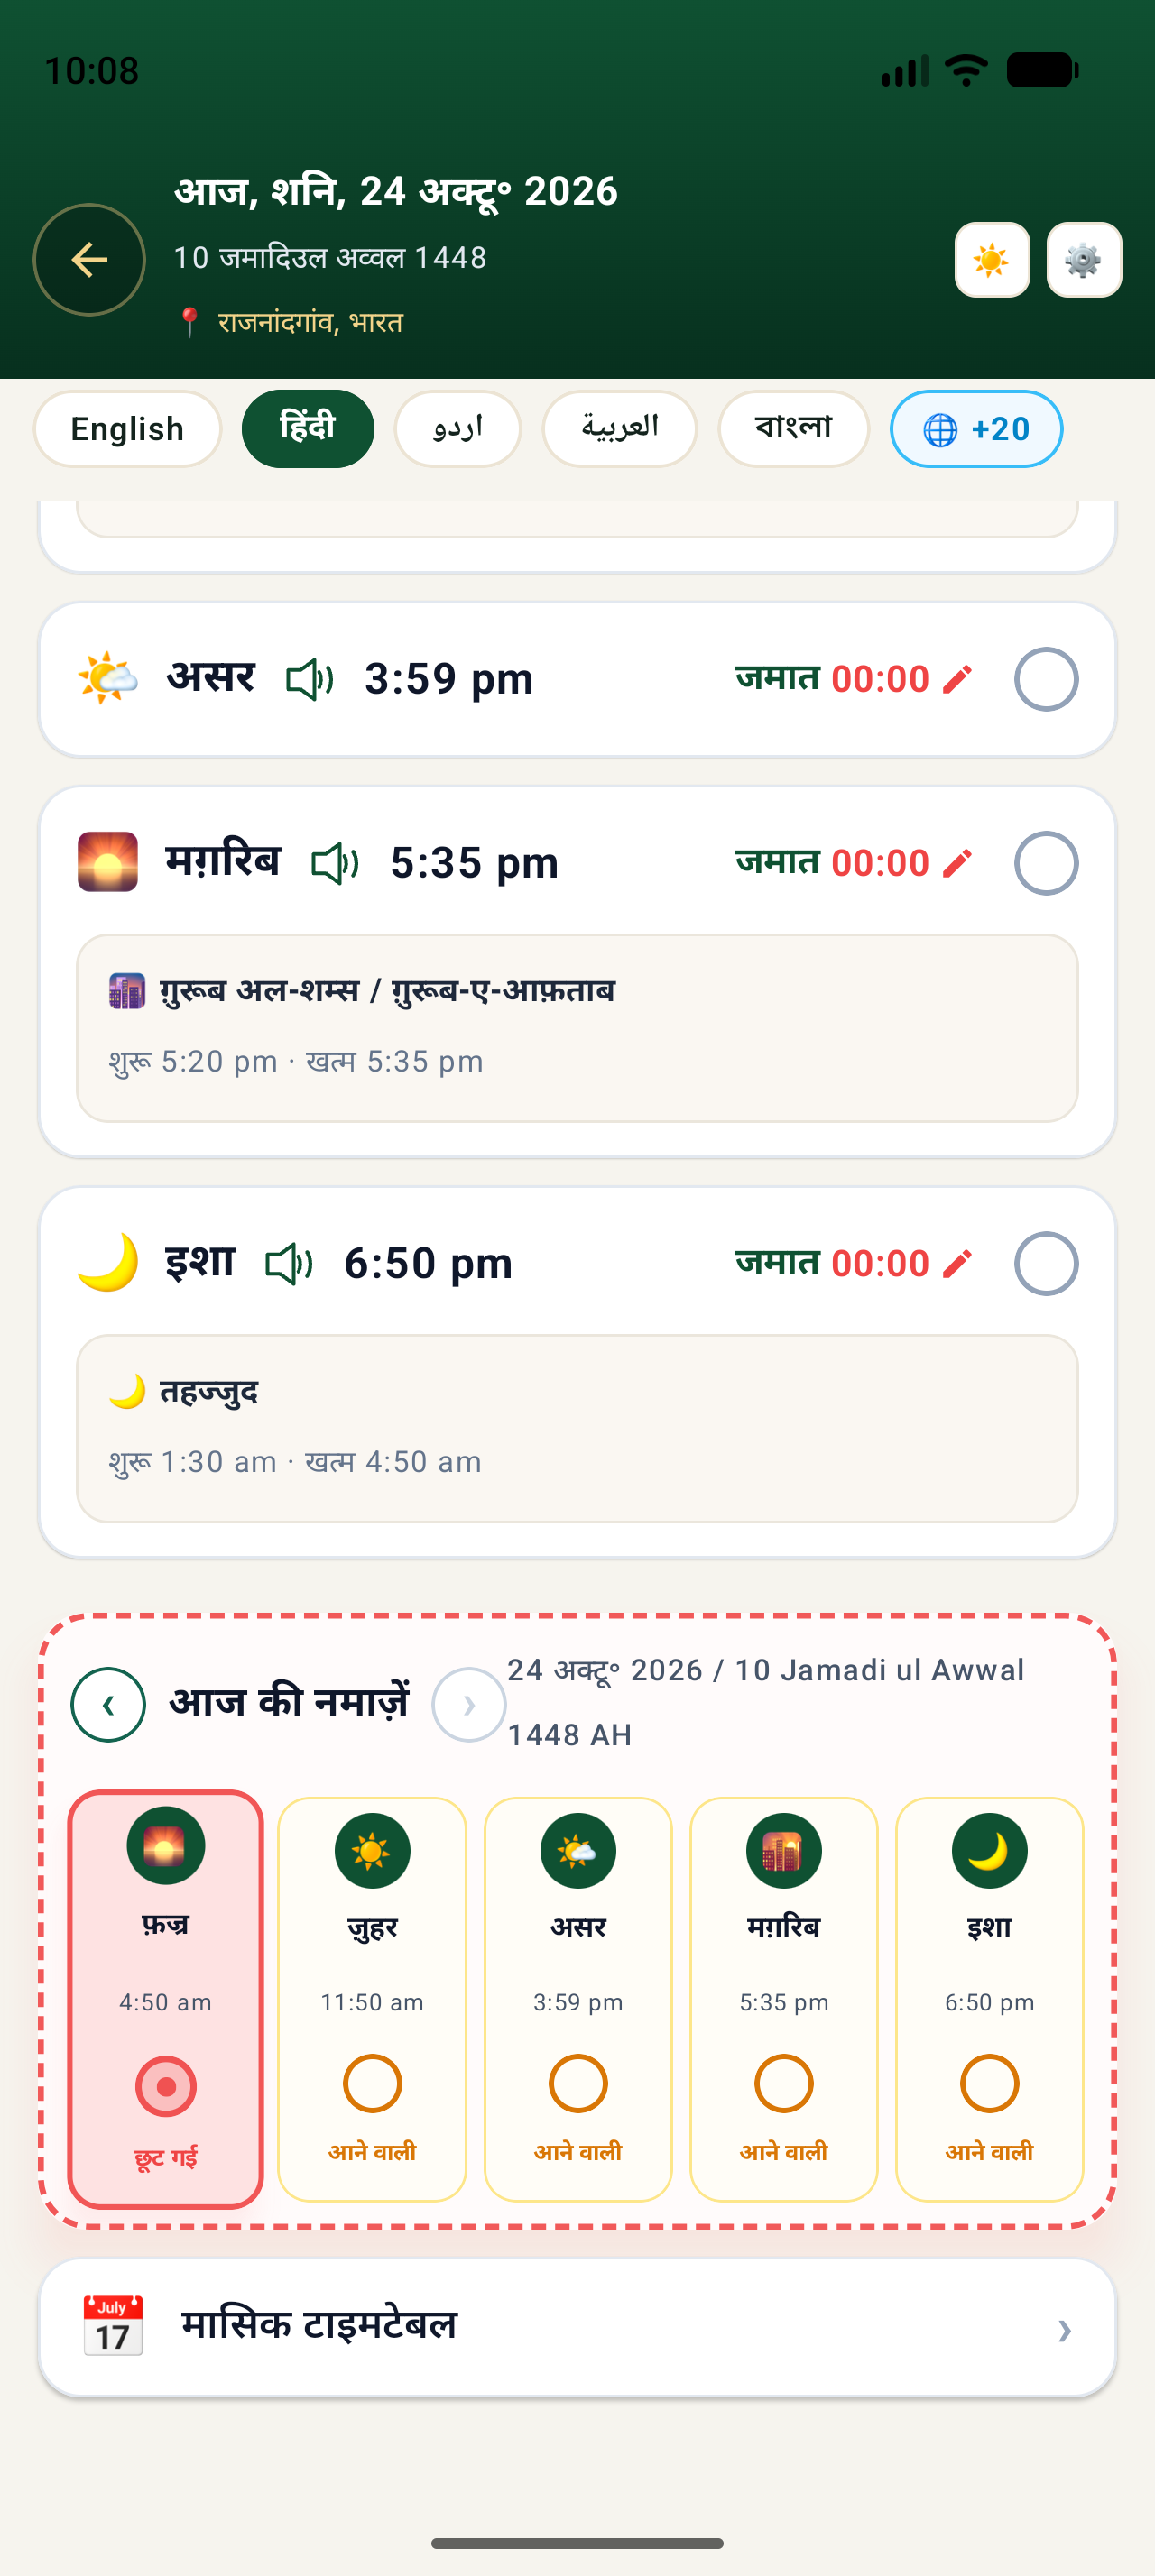 10:08
आज, शनि, 24 अक्टू॰ 2026
10 जमादिउल अव्वल 1448
राजनांदगांव, भारत
English हिंदी اردو العربية বাংলা +20
असर 3:59 pm जमात 00:00
मग़रिब 5:35 pm जमात 00:00
ग़ुरूब अल-शम्स / ग़ुरूब-ए-आफ़ताब
शुरू 5:20 pm · खत्म 5:35 pm
इशा 6:50 pm जमात 00:00
तहज्जुद
शुरू 1:30 am · खत्म 4:50 am
‹ आज की नमाज़ें › 24 अक्टू॰ 2026 / 10 Jamadi ul Awwal
1448 AH
फ़ज्र ज़ुहर असर मग़रिब इशा
4:50 am 11:50 am 3:59 pm 5:35 pm 6:50 pm
छूट गई आने वाली आने वाली आने वाली आने वाली
July
17
मासिक टाइमटेबल ›